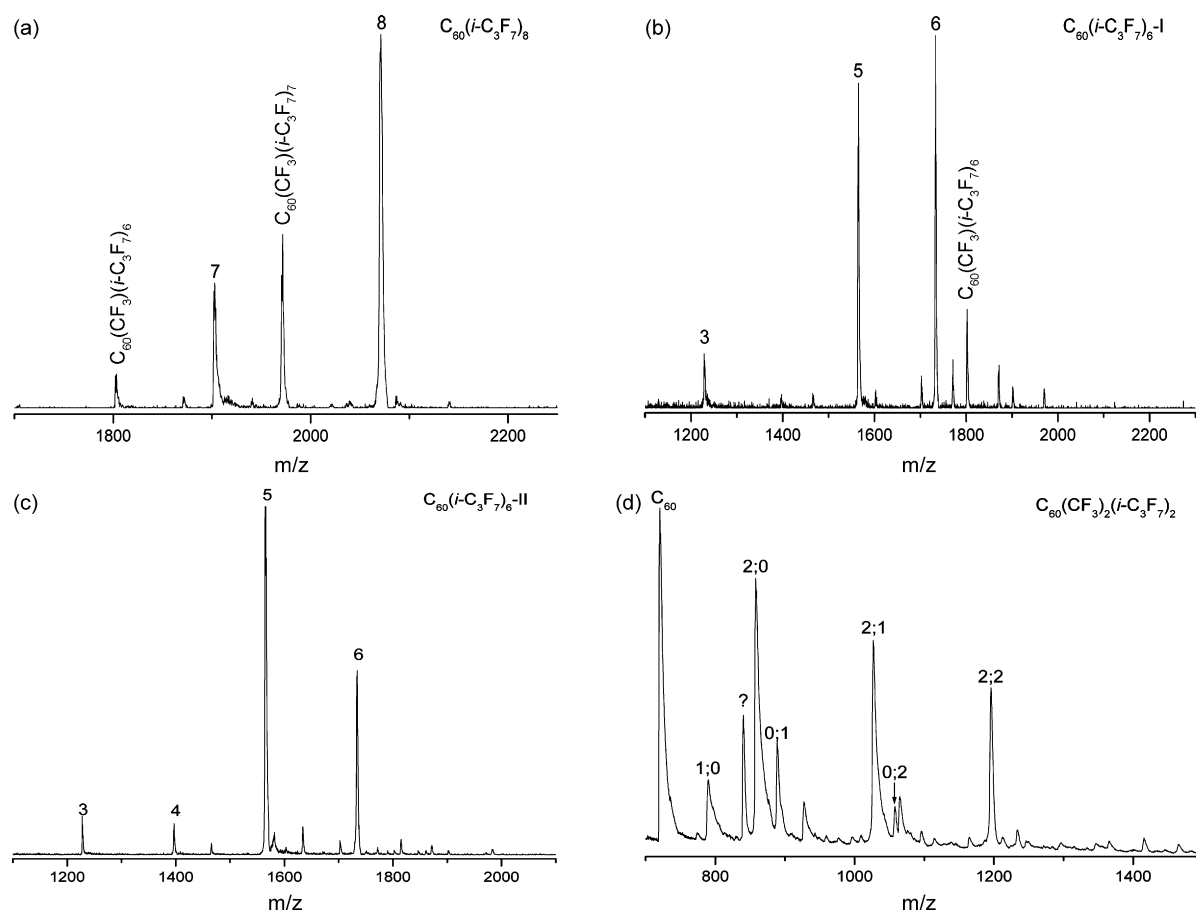 (a)
8
C₆₀(i-C₃F₇)₈
C₆₀(CF₃)(i-C₃F₇)₇
C₆₀(CF₃)(i-C₃F₇)₆
7
1800 2000 2200
m/z
(b)
6
C₆₀(i-C₃F₇)₆-I
5
C₆₀(CF₃)(i-C₃F₇)₆
3
1200 1400 1600 1800 2000 2200
m/z
(c)
5
C₆₀(i-C₃F₇)₆-II
6
3
4
1200 1400 1600 1800 2000
m/z
(d)
C₆₀
C₆₀(CF₃)₂(i-C₃F₇)₂
2;0
2;1
2;2
?
0;1
1;0
0;2
800 1000 1200 1400
m/z